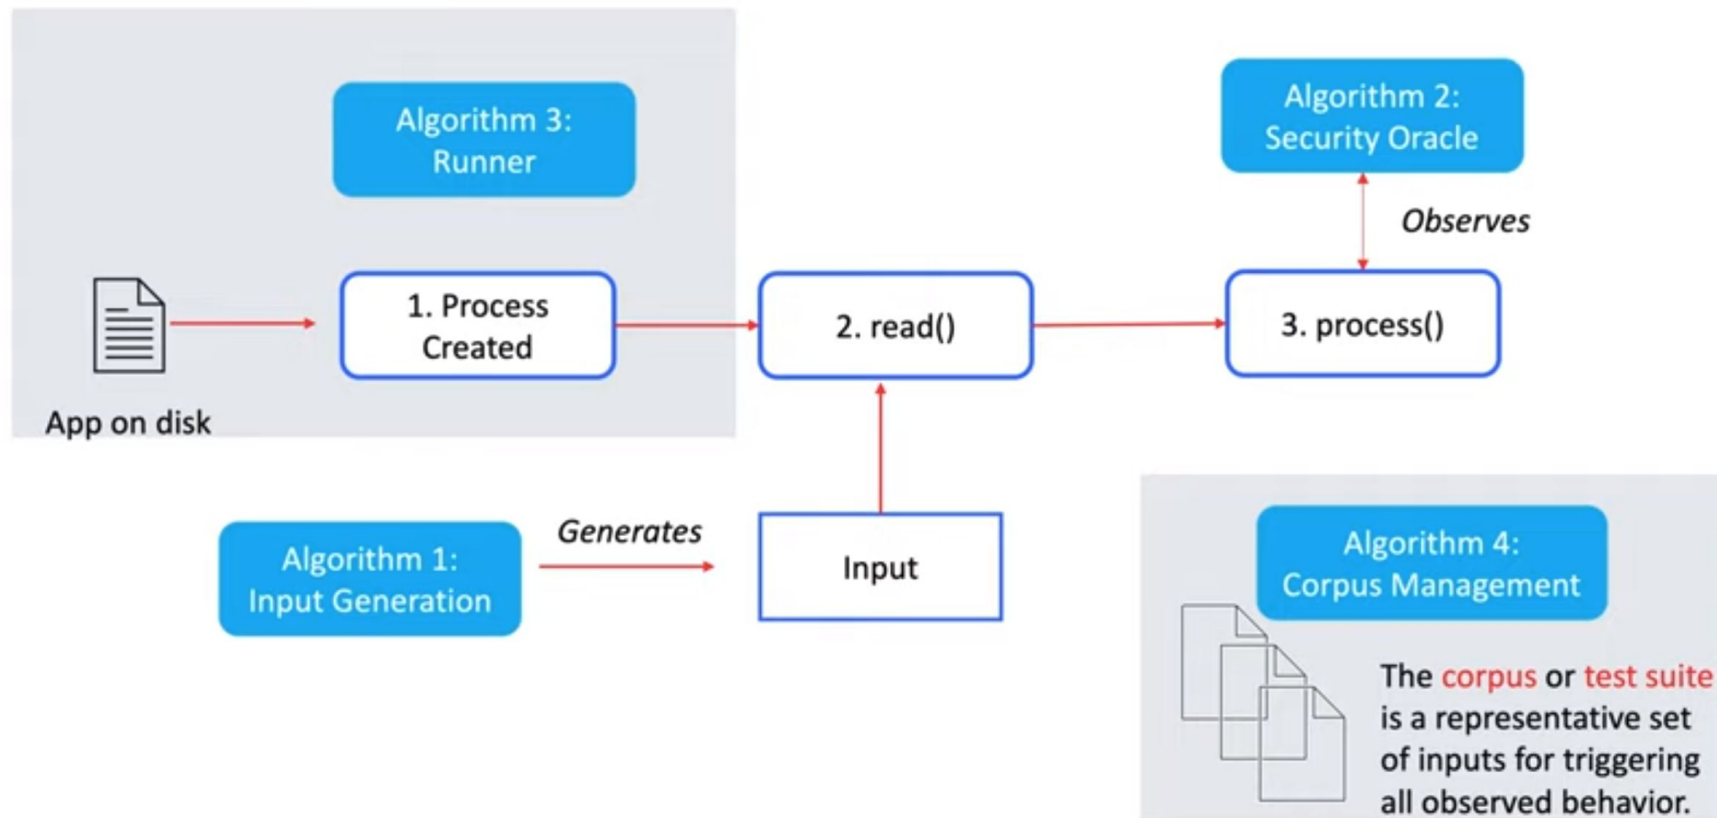 Algorithm 3:
Runner
Algorithm 2:
Security Oracle
Observes
1. Process
Created
2. read()
3. process()
App on disk
Algorithm 1:
Input Generation
Generates
Input
Algorithm 4:
Corpus Management
The corpus or test suite
is a representative set
of inputs for triggering
all observed behavior.